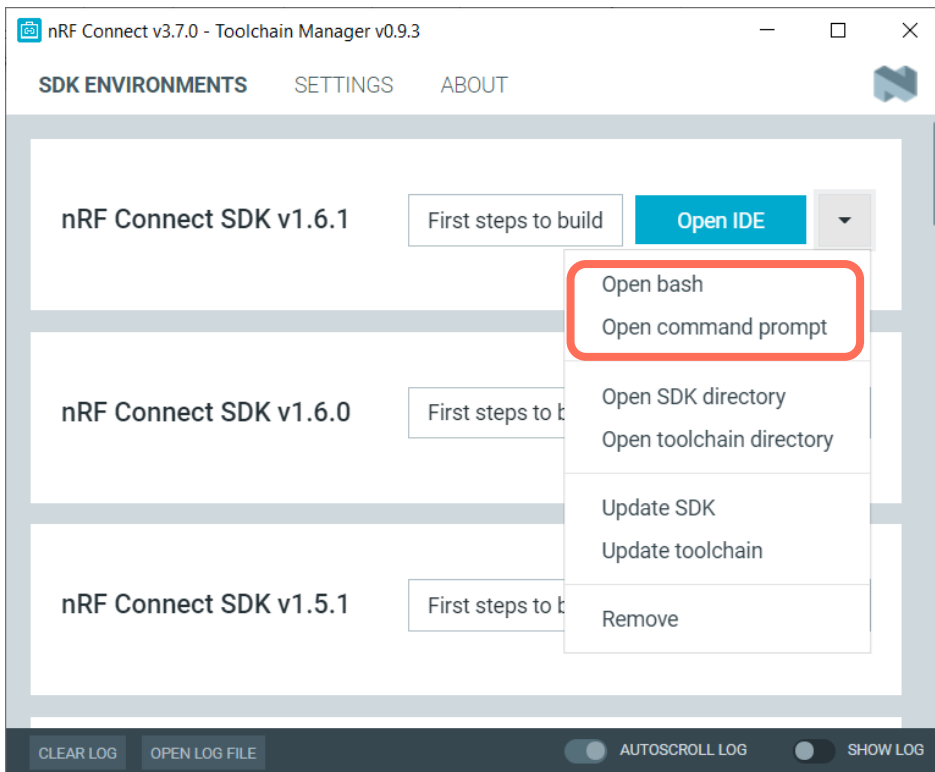 nRF Connect v3.7.0 - Toolchain Manager v0.9.3
SDK ENVIRONMENTS SETTINGS ABOUT
nRF Connect SDK v1.6.1 First steps to build Open IDE
Open bash
Open command prompt
nRF Connect SDK v1.6.0 First steps to b
Open SDK directory
Open toolchain directory
Update SDK
Update toolchain
nRF Connect SDK v1.5.1 First steps to b
Remove
CLEAR LOG OPEN LOG FILE AUTOSCROLL LOG SHOW LOG